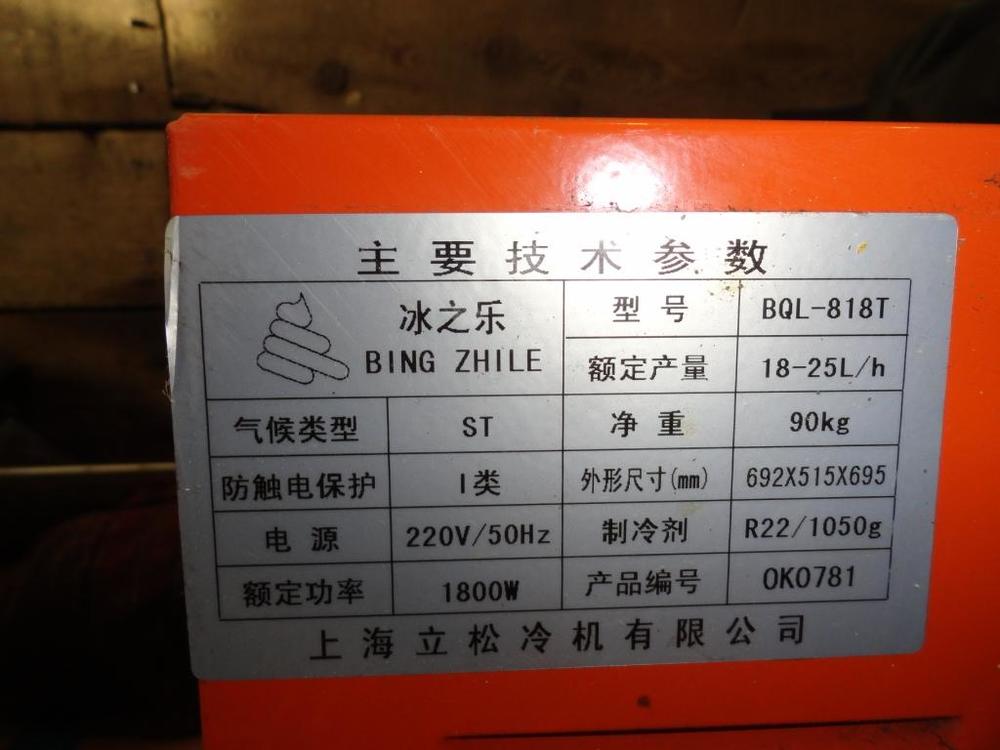 主要技术参数
冰之乐
BING ZHILE
型号 BQL-818T
额定产量 18-25L/h
气候类型 ST 净重 90kg
防触电保护 I类 外形尺寸(mm) 692X515X695
电源 220V/50Hz 制冷剂 R22/1050g
额定功率 1800W 产品编号 0K0781
上海立松冷机有限公司